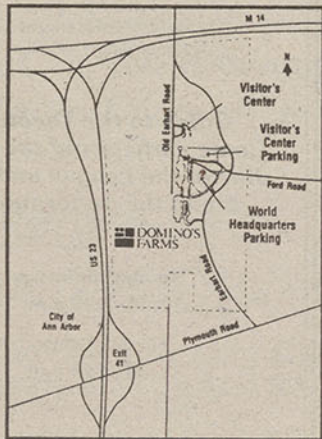 M 14
N
Visitor's
Center
Old Earhart Road
Visitor's
Center
Parking
Ford Road
World
Headquarters
Parking
DOMINO'S
FARMS
US 23
Earhart Road
City of
Ann Arbor
Plymouth Road
Exit
41